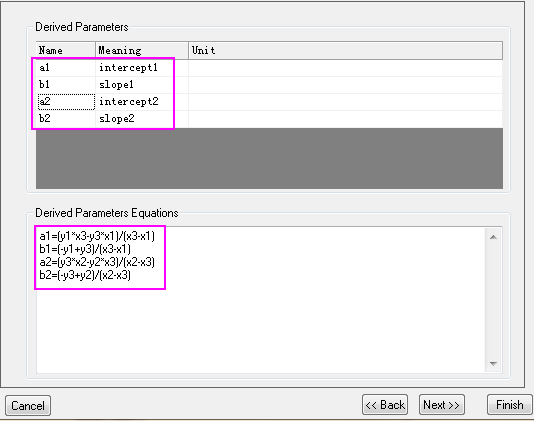 Derived Parameters
Name Meaning Unit
a1 intercept1
b1 slope1
a2 intercept2
b2 slope2
Derived Parameters Equations
a1=(y1*x3-y3*x1)/(x3-x1)
b1=(-y1+y3)/(x3-x1)
a2=(y3*x2-y2*x3)/(x2-x3)
b2=(-y3+y2)/(x2-x3)
Cancel << Back Next >> Finish